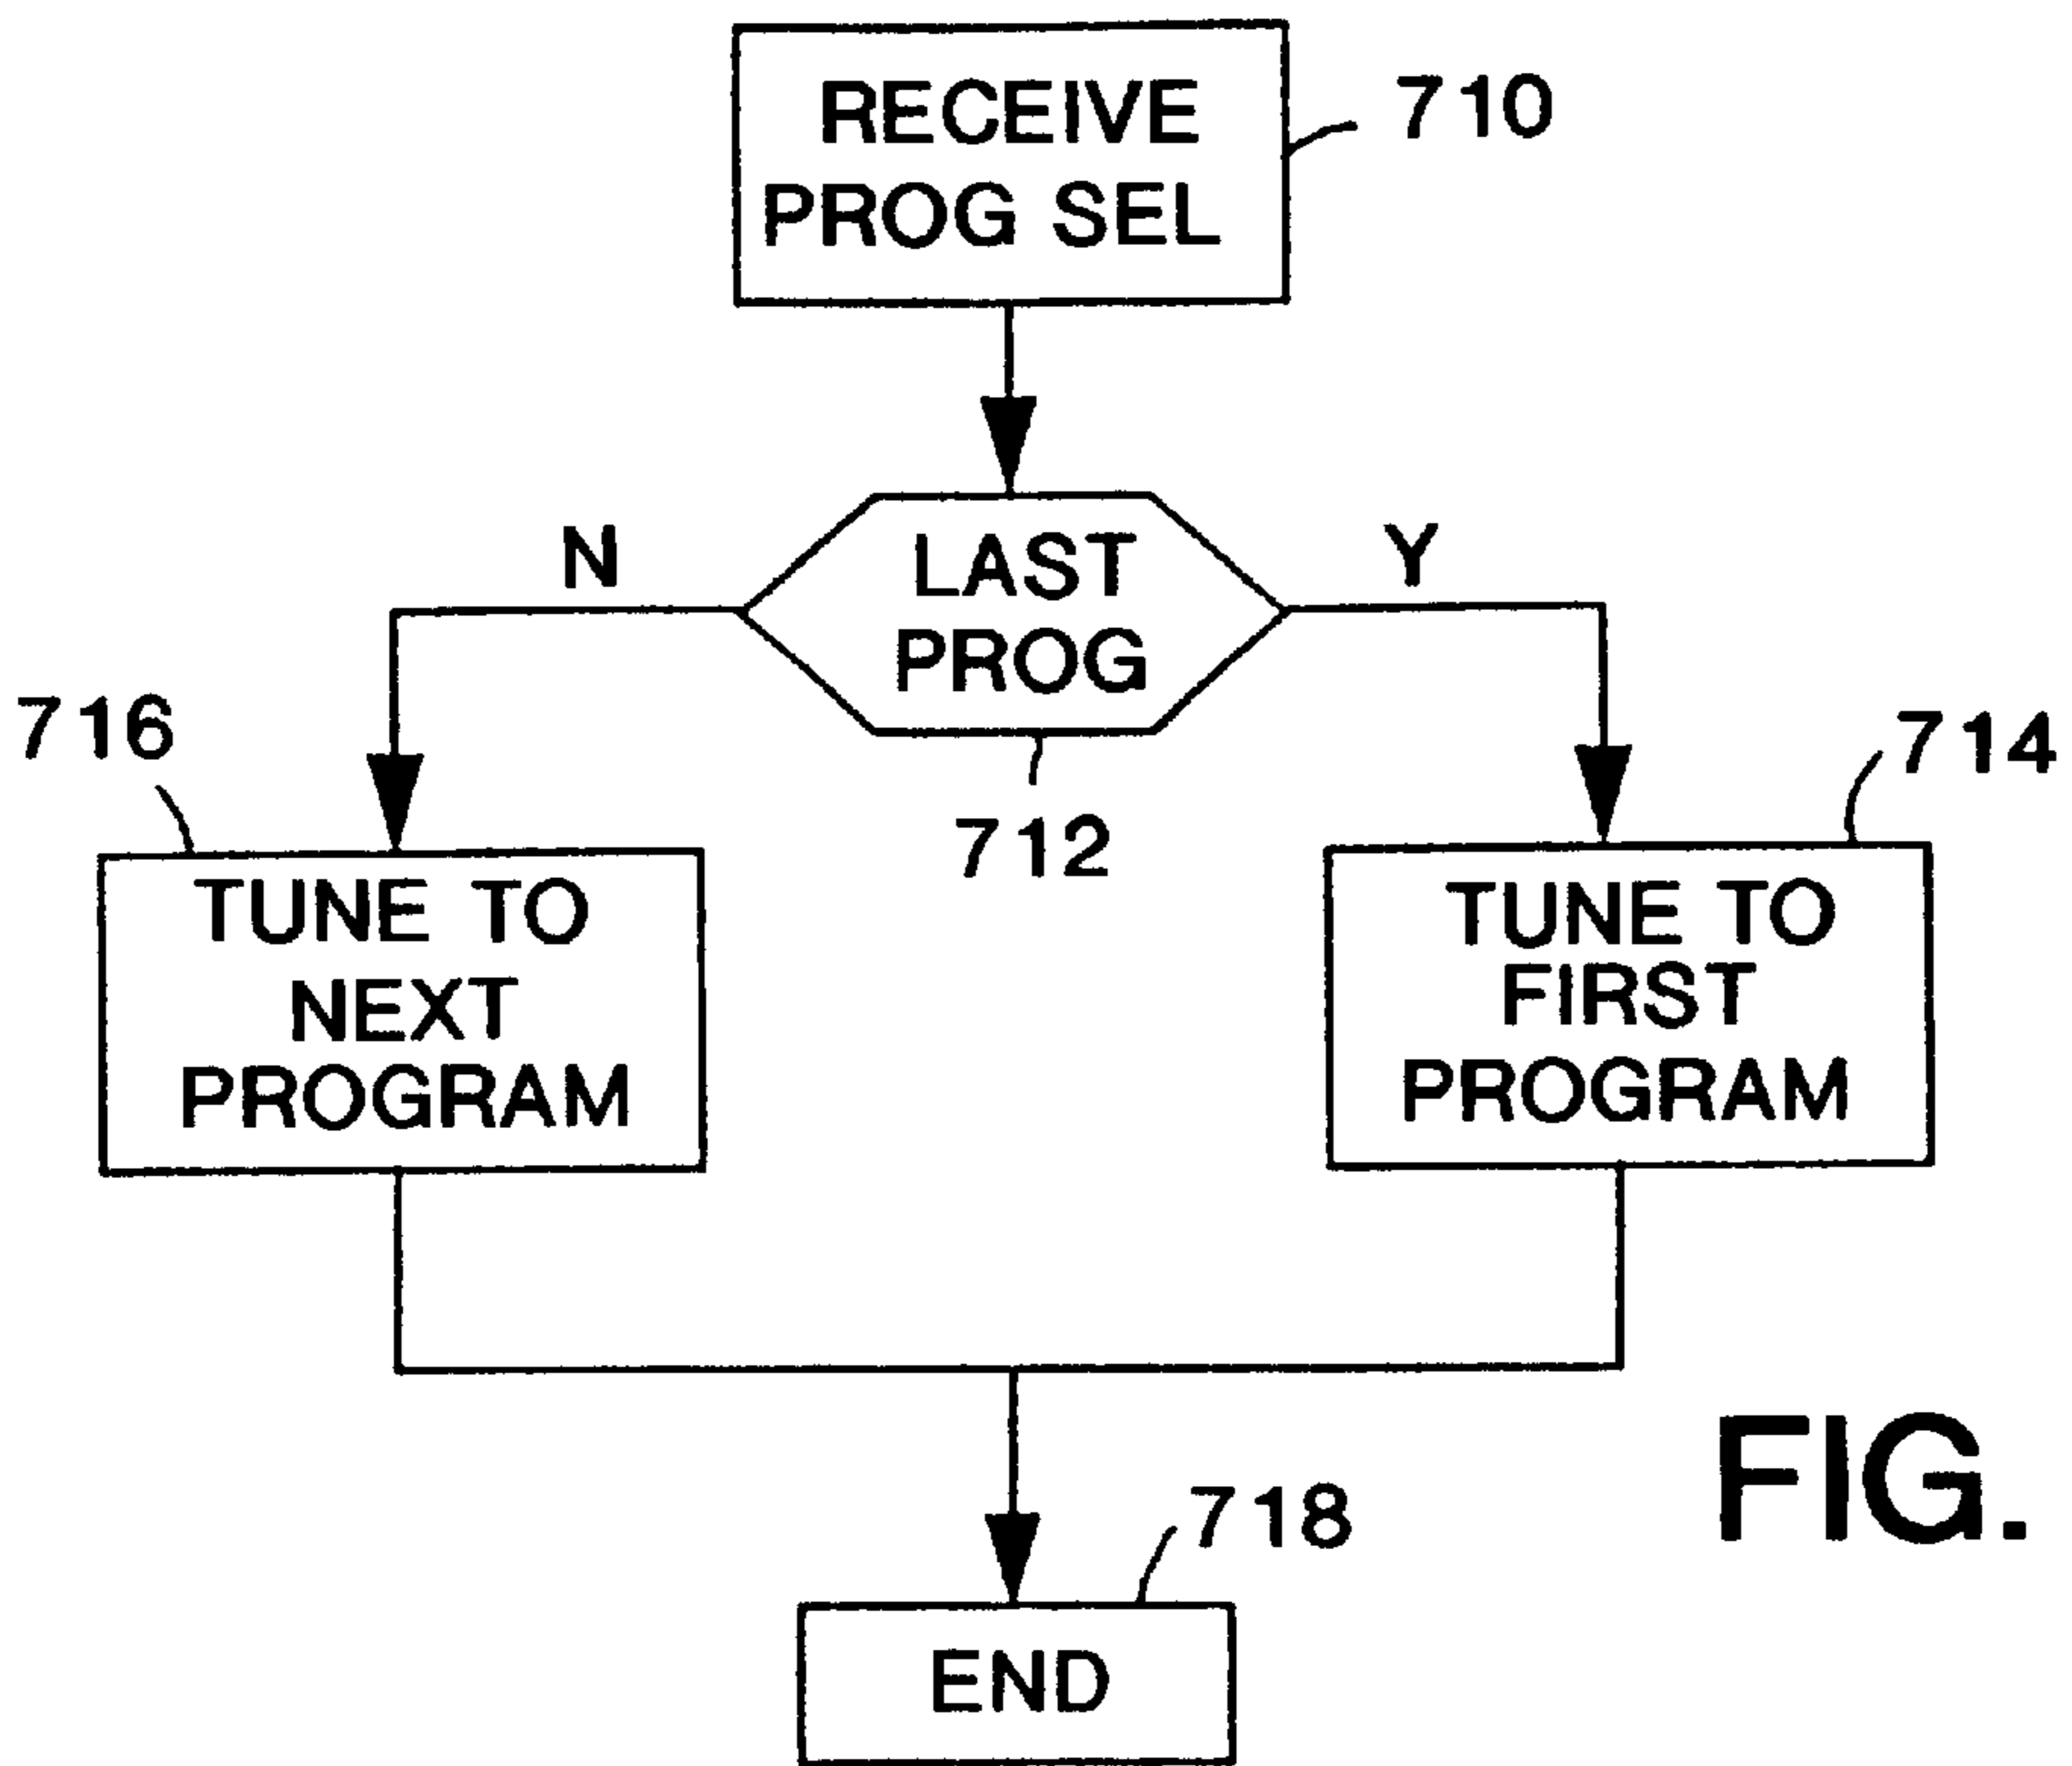 RECEIVE
PROG SEL
710
N
LAST
PROG
Y
712
716
714
TUNE TO
NEXT
PROGRAM
TUNE TO
FIRST
PROGRAM
FIG.
718
END